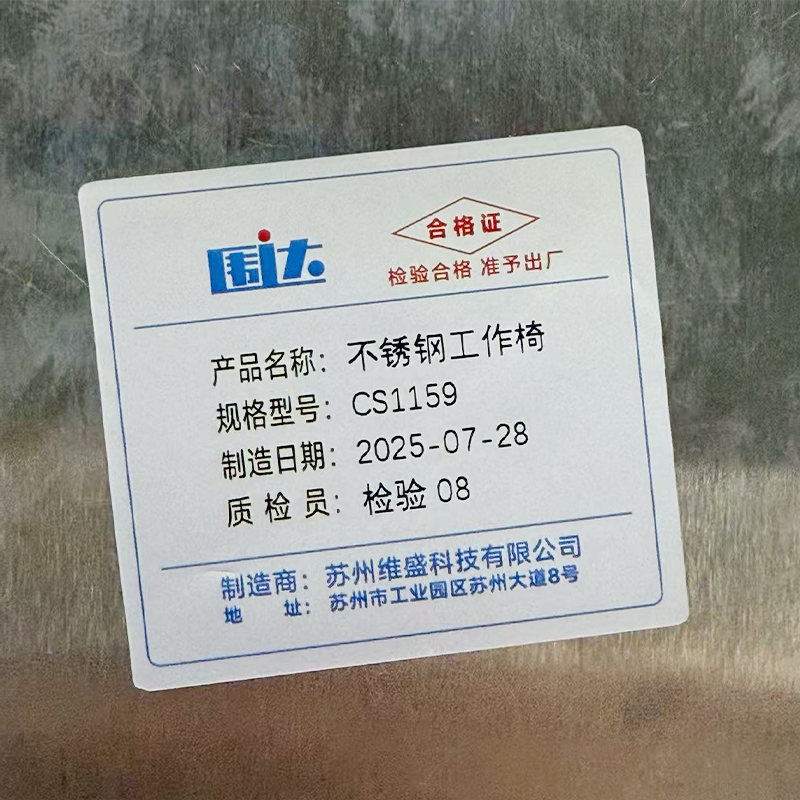 围达
合格证
检验合格 准予出厂
产品名称：不锈钢工作椅
规格型号：CS1159
制造日期：2025-07-28
质检员：检验 08
制造商：苏州维盛科技有限公司
地 址：苏州市工业园区苏州大道8号